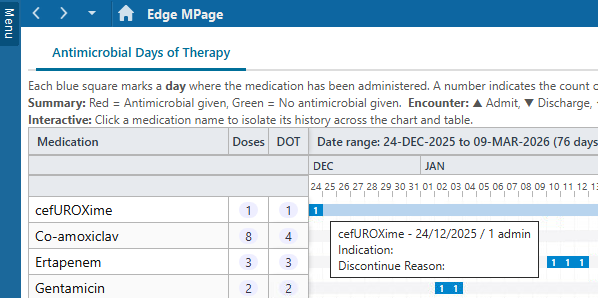 Menu
Edge MPage
Antimicrobial Days of Therapy
Each blue square marks a day where the medication has been administered. A number indicates the count o
Summary: Red = Antimicrobial given, Green = No antimicrobial given. Encounter: ▲ Admit, ▼ Discharge,
Interactive: Click a medication name to isolate its history across the chart and table.
Medication Doses DOT Date range: 24-DEC-2025 to 09-MAR-2026 (76 days
DEC JAN
24 25 26 27 28 29 30 31 01 02 03 04 05 06 07 08 09 10 11 12 13
cefUROXime 1 1 1
Co-amoxiclav 8 4
cefUROXime - 24/12/2025 / 1 admin
Indication:
Discontinue Reason:
Ertapenem 3 3 1 1 1
Gentamicin 2 2 1 1